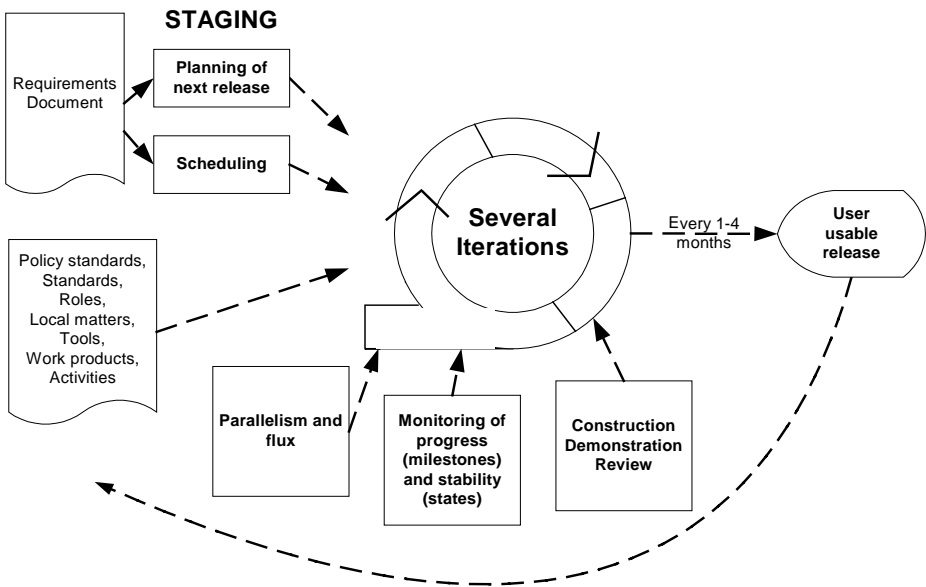 STAGING
Requirements
Document
Planning of
next release
Scheduling
Policy standards,
Standards,
Roles,
Local matters,
Tools,
Work products,
Activities
Several
Iterations
Every 1-4
months
User
usable
release
Parallelism and
flux
Monitoring of
progress
(milestones)
and stability
(states)
Construction
Demonstration
Review